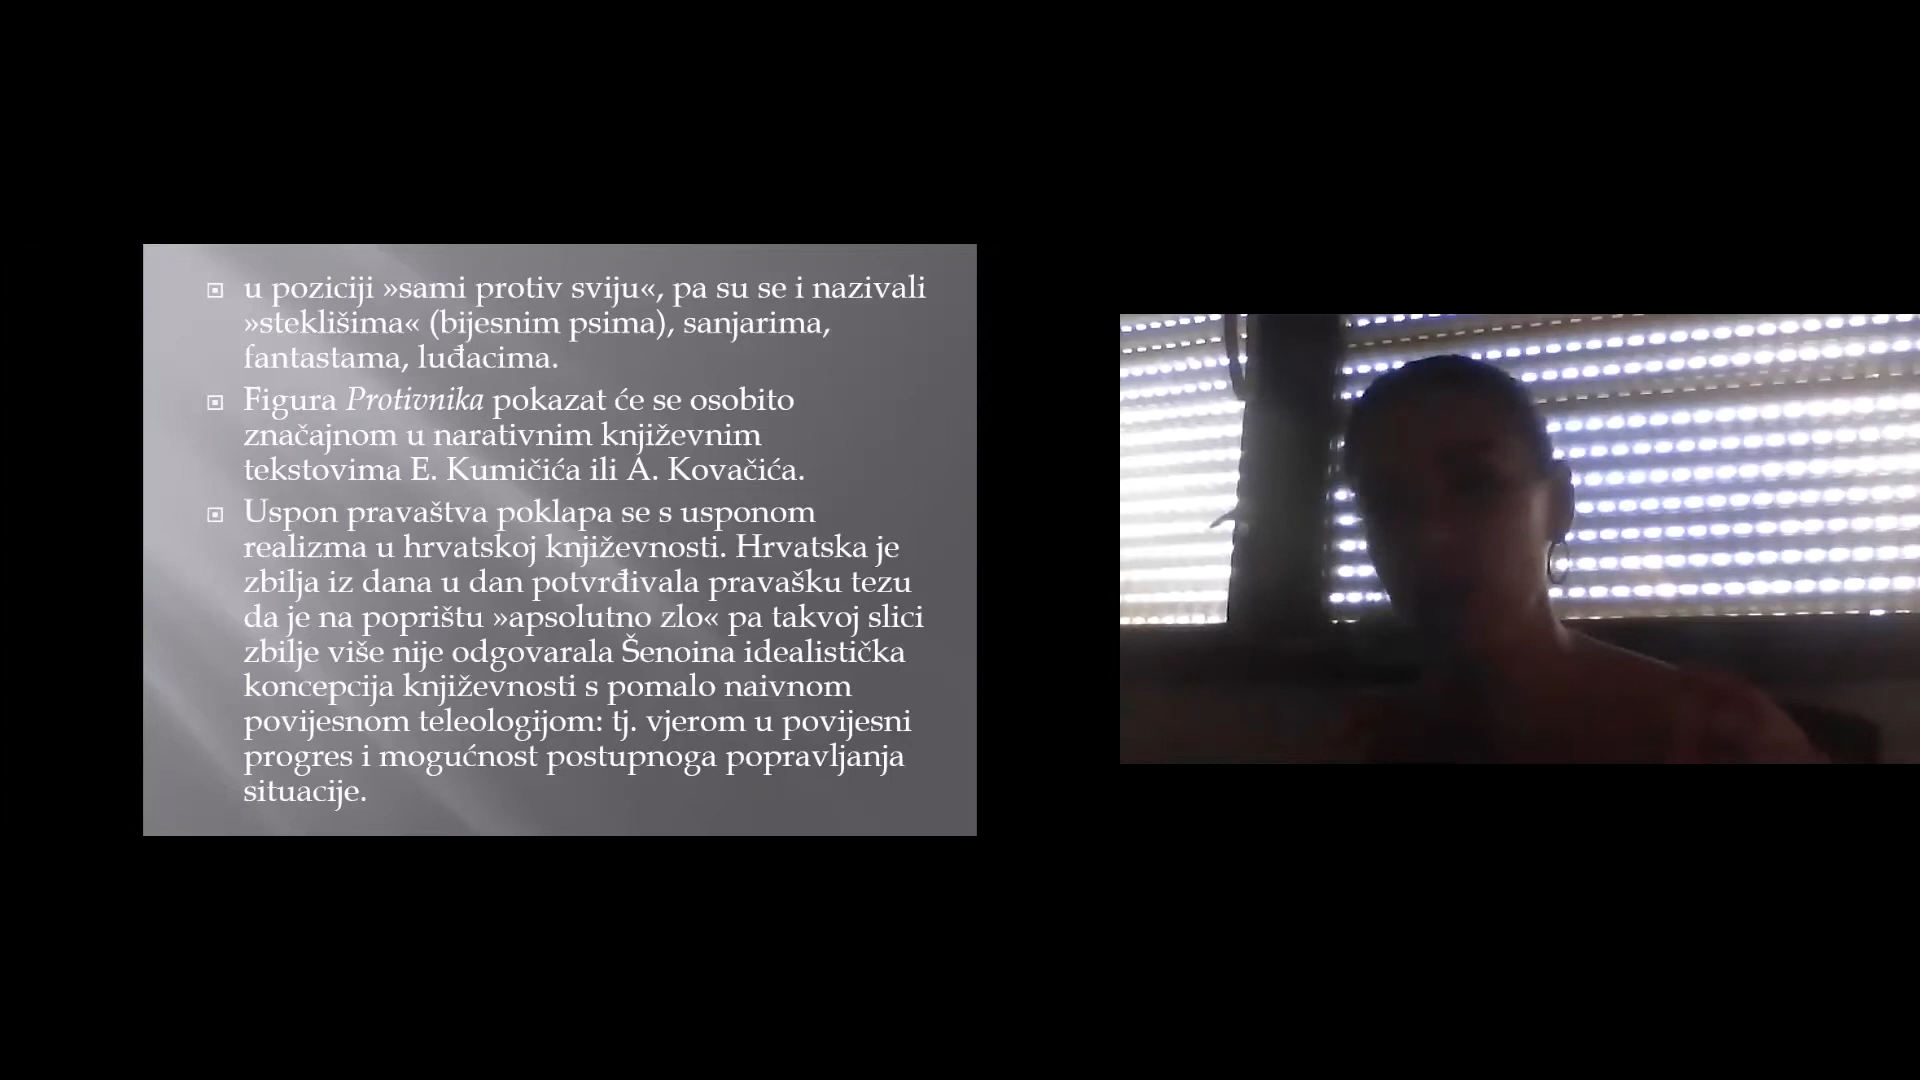 u poziciji »sami protiv sviju«, pa su se i nazivali
»steklišima« (bijesnim psima), sanjarima,
fantastama, luđacima.
Figura Protivnika pokazat će se osobito
značajnom u narativnim književnim
tekstovima E. Kumičića ili A. Kovačića.
Uspon pravaštva poklapa se s usponom
realizma u hrvatskoj književnosti. Hrvatska je
zbilja iz dana u dan potvrđivala pravašku tezu
da je na poprištu »apsolutno zlo« pa takvoj slici
zbilje više nije odgovarala Šenoina idealistička
koncepcija književnosti s pomalo naivnom
povijesnom teleologijom: tj. vjerom u povijesni
progres i mogućnost postupnoga popravljanja
situacije.